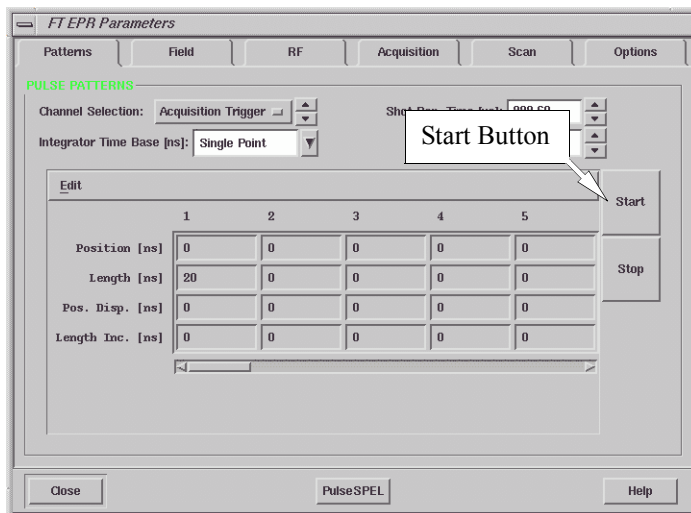 FT EPR Parameters
Patterns Field RF Acquisition Scan Options
PULSE PATTERNS
Channel Selection: Acquisition Trigger
Integrator Time Base [ns]: Single Point
Start Button
Edit
Start
Stop
1 2 3 4 5
Position [ns] 0 0 0 0 0
Length [ns] 20 0 0 0 0
Pos. Disp. [ns] 0 0 0 0 0
Length Inc. [ns] 0 0 0 0 0
Close PulseSPEL Help